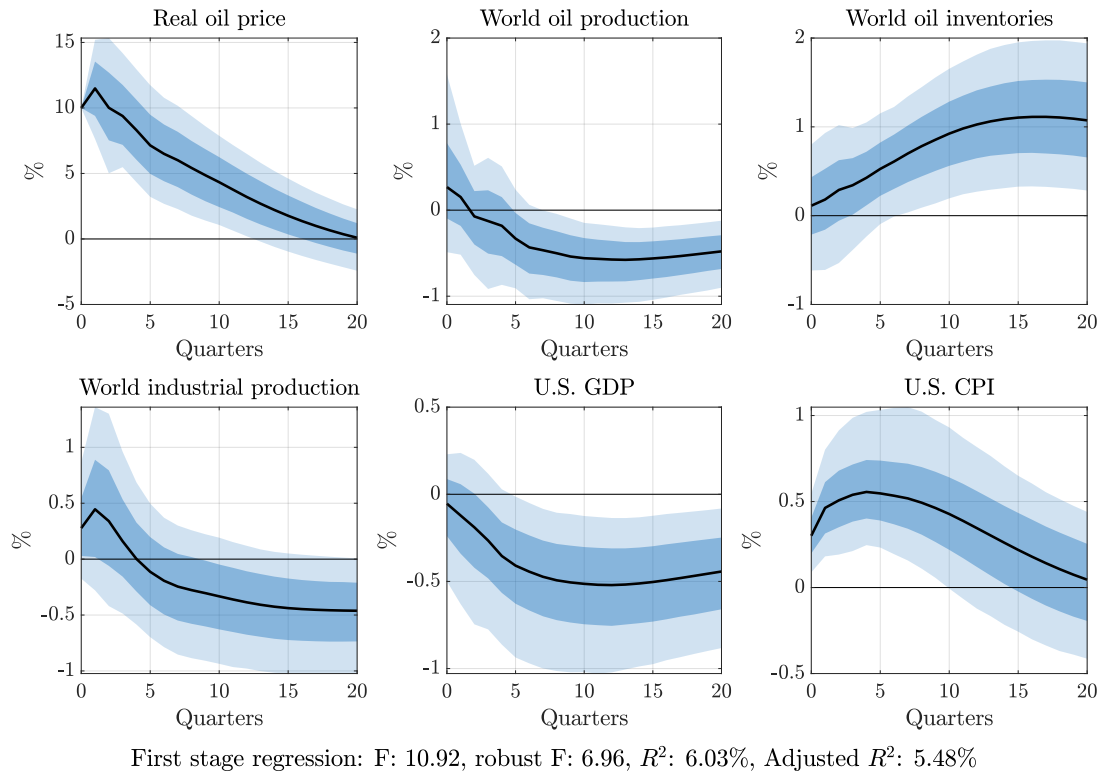 Real oil price
World oil production
World oil inventories
15
10
5
0
-5
%
0 5 10 15 20
Quarters
2
1
0
-1
%
0 5 10 15 20
Quarters
2
1
0
1
%
0 5 10 15 20
Quarters
World industrial production
U.S. GDP
U.S. CPI
1
0.5
0
-0.5
-1
%
0 5 10 15 20
Quarters
0.5
0
-0.5
-1
%
0 5 10 15 20
Quarters
1
0.5
0
-0.5
%
0 5 10 15 20
Quarters
First stage regression: F: 10.92, robust F: 6.96, R²: 6.03%, Adjusted R²: 5.48%